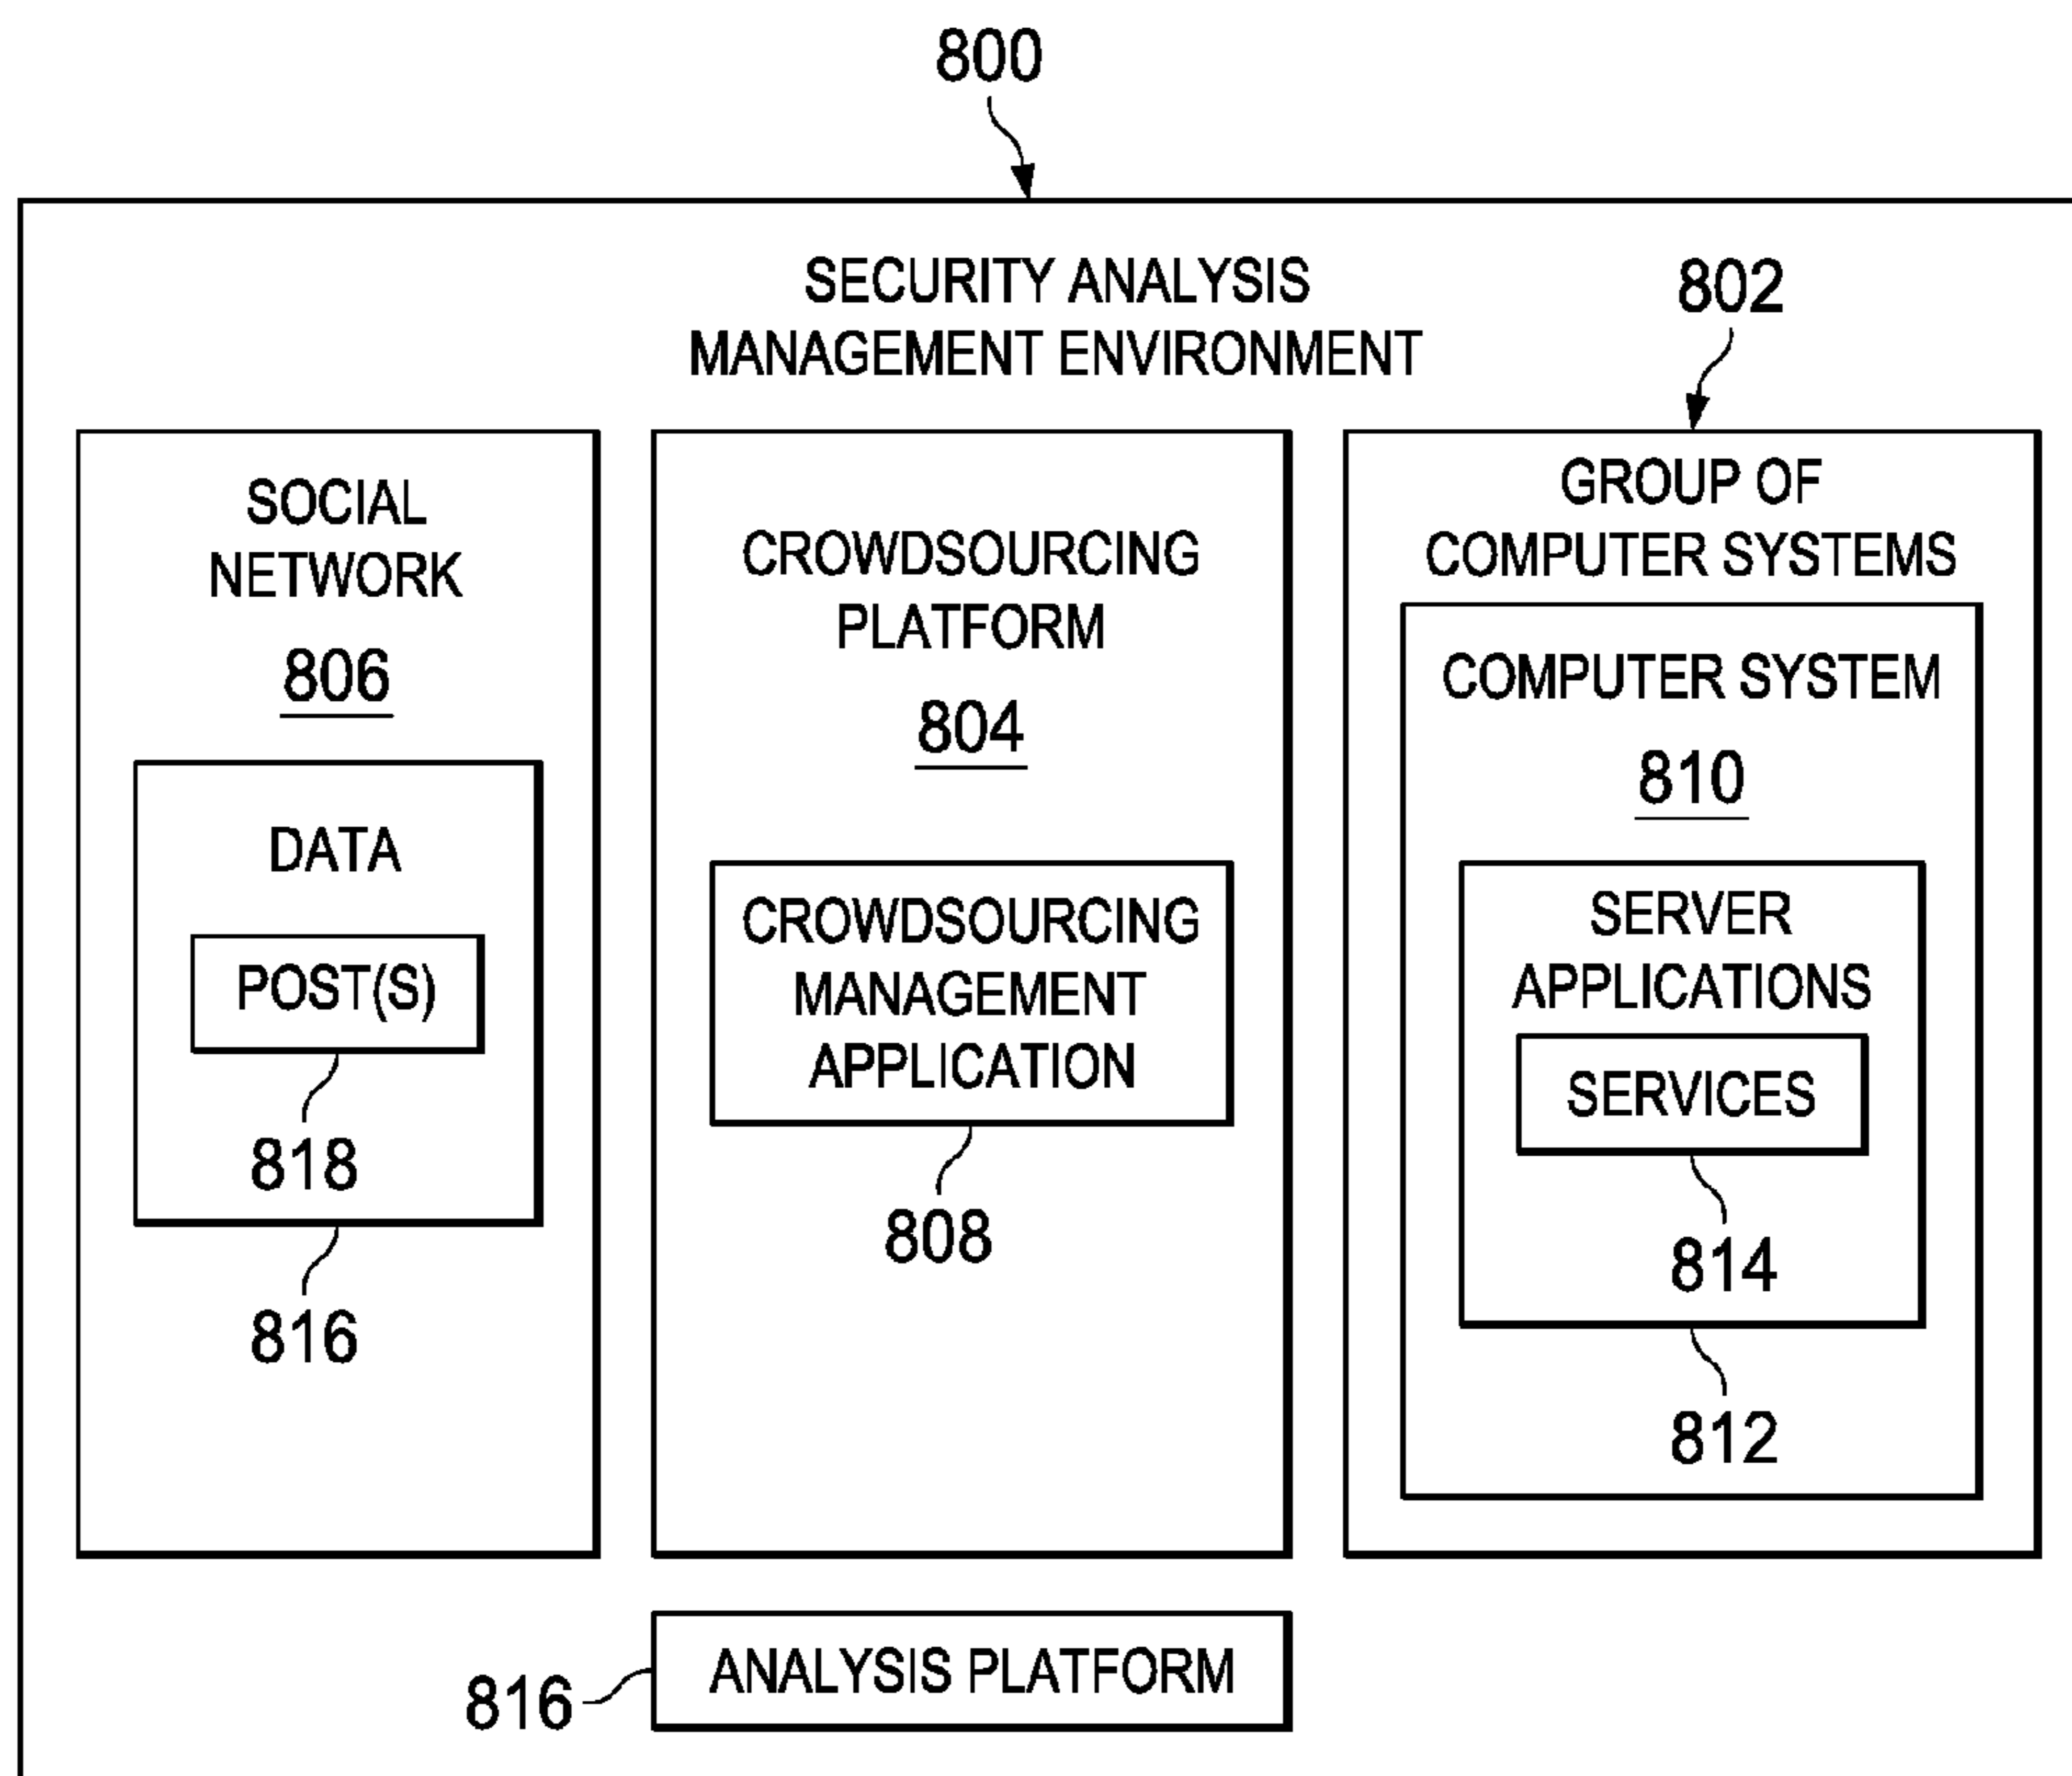 800
SECURITY ANALYSIS
MANAGEMENT ENVIRONMENT
802
SOCIAL
NETWORK
806
DATA
POST(S)
818
816
CROWDSOURCING
PLATFORM
804
CROWDSOURCING
MANAGEMENT
APPLICATION
808
GROUP OF
COMPUTER SYSTEMS
COMPUTER SYSTEM
810
SERVER
APPLICATIONS
SERVICES
814
812
816
ANALYSIS PLATFORM